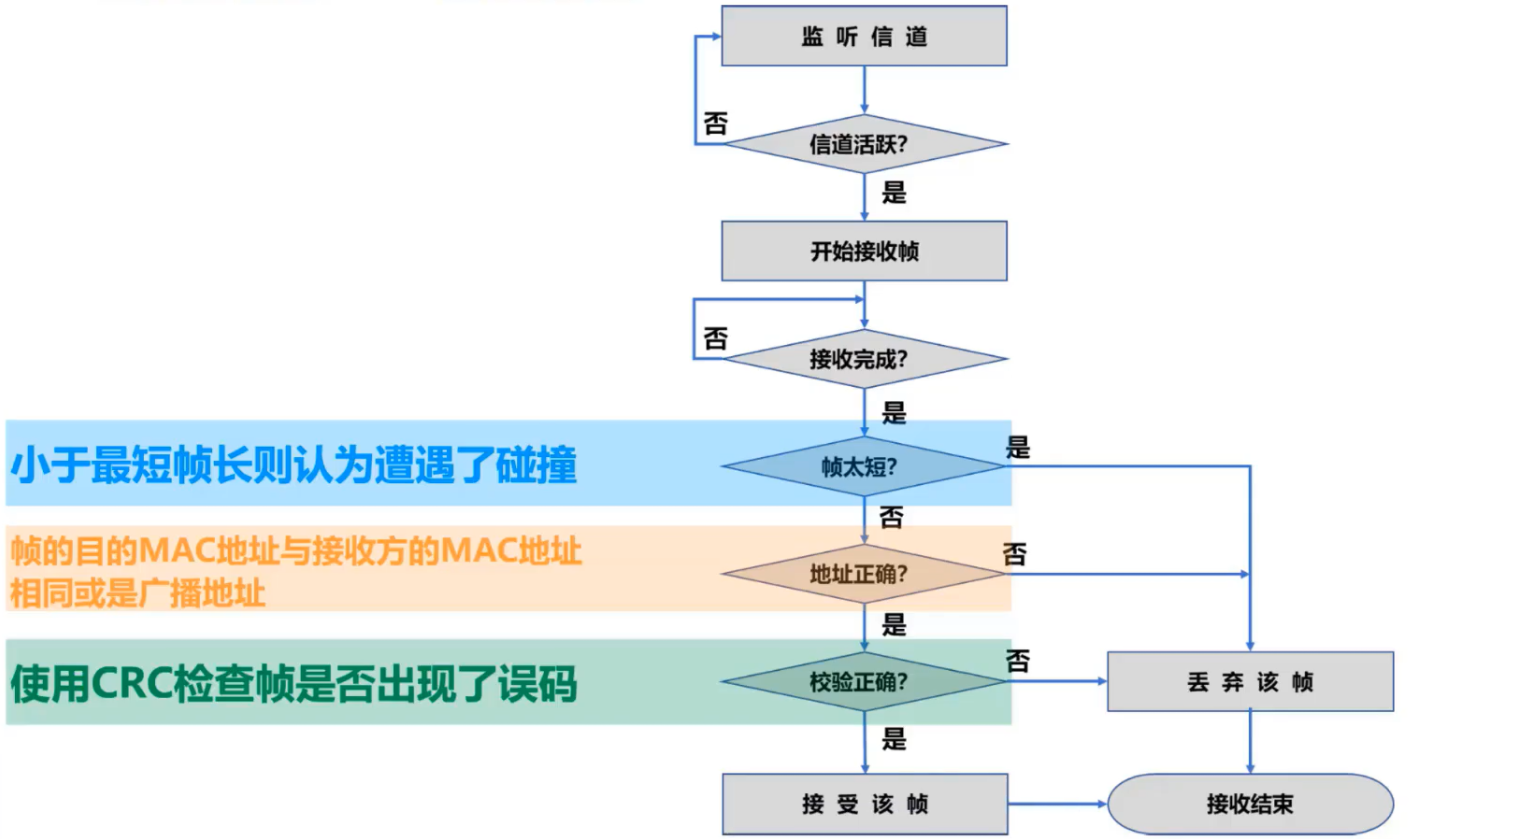 监听信道
否
信道活跃？
是
开始接收帧
否
接收完成？
是
小于最短帧长则认为遭遇了碰撞
帧太短？
是
否
帧的目的MAC地址与接收方的MAC地址
相同或是广播地址
地址正确？
否
是
使用CRC检查帧是否出现了误码
校验正确？
否
丢弃该帧
是
接受该帧
接收结束